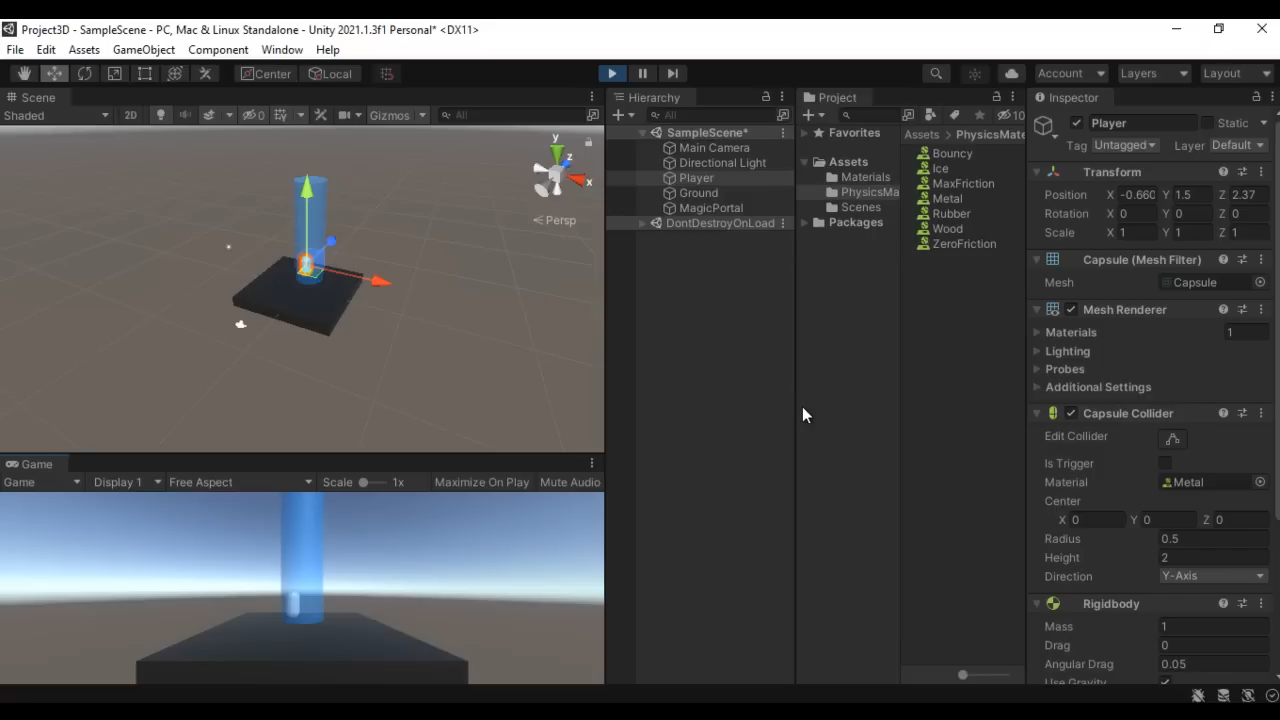 Project3D - SampleScene - PC, Mac & Linux Standalone - Unity 2021.1.3f1 Personal* <DX11>
File Edit Assets GameObject Component Window Help
Center Local Account Layers Layout
Scene
Shaded 2D 0 Gizmos All
y
z
x
Persp
Game
Game Display 1 Free Aspect Scale 1x Maximize On Play Mute Audio
Hierarchy
All
SampleScene*
Main Camera
Directional Light
Player
Ground
MagicPortal
DontDestroyOnLoad
Project
10
Favorites
Assets
Materials
PhysicsMa
Scenes
Packages
Assets > PhysicsMate
Bouncy
Ice
MaxFriction
Metal
Rubber
Wood
ZeroFriction
Inspector
Player Static
Tag Untagged Layer Default
Transform
Position X -0.660 Y 1.5 Z 2.37
Rotation X 0 Y 0 Z 0
Scale X 1 Y 1 Z 1
Capsule (Mesh Filter)
Mesh Capsule
Mesh Renderer
Materials 1
Lighting
Probes
Additional Settings
Capsule Collider
Edit Collider
Is Trigger
Material Metal
Center
X 0 Y 0 Z 0
Radius 0.5
Height 2
Direction Y-Axis
Rigidbody
Mass 1
Drag 0
Angular Drag 0.05
Use Gravity